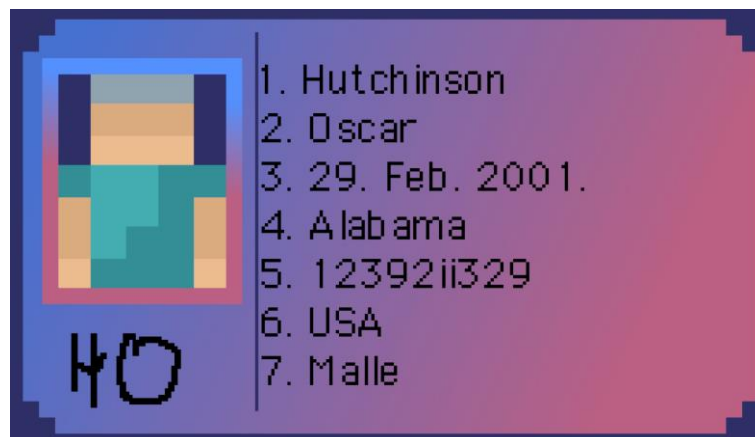 1. Hutchinson
2. Oscar
3. 29. Feb. 2001.
4. Alabama
5. 12392ii329
6. USA
7. Malle
HO